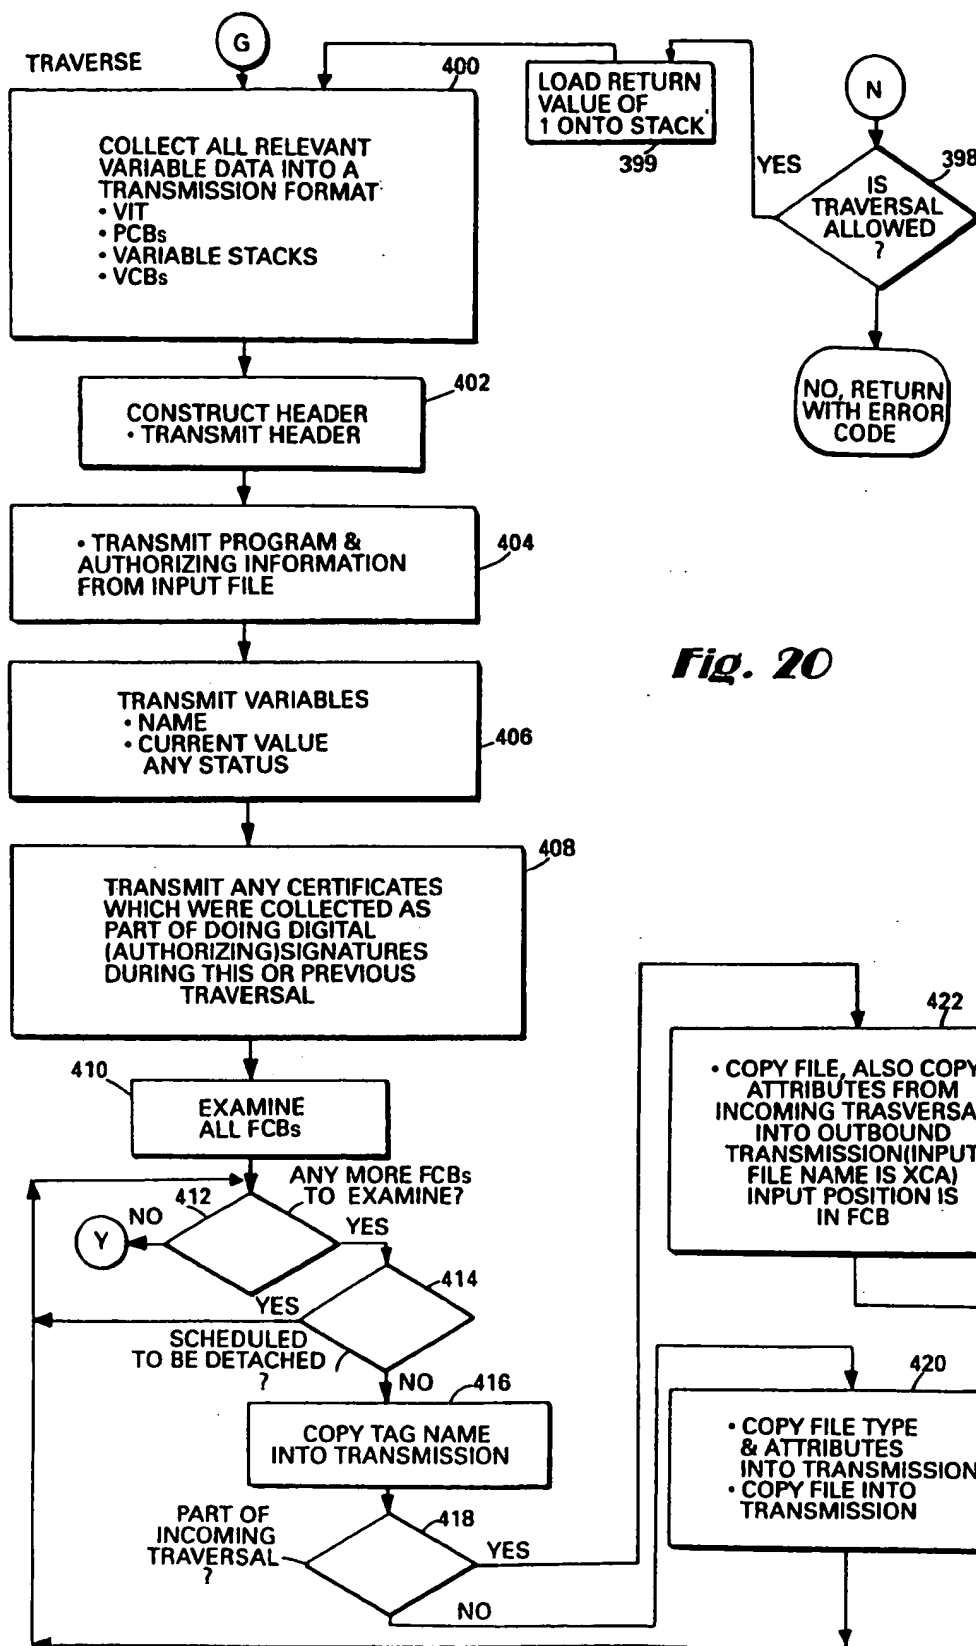 G
TRAVERSE
400
COLLECT ALL RELEVANT
VARIABLE DATA INTO A
TRANSMISSION FORMAT
• VIT
• PCBs
• VARIABLE STACKS
• VCBs
LOAD RETURN
VALUE OF
1 ONTO STACK
399
N
YES
398
IS
TRAVERSAL
ALLOWED
?
NO, RETURN
WITH ERROR
CODE
402
CONSTRUCT HEADER
• TRANSMIT HEADER
• TRANSMIT PROGRAM &
AUTHORIZING INFORMATION
FROM INPUT FILE
404
Fig. 20
TRANSMIT VARIABLES
• NAME
• CURRENT VALUE
ANY STATUS
406
408
TRANSMIT ANY CERTIFICATES
WHICH WERE COLLECTED AS
PART OF DOING DIGITAL
(AUTHORIZING)SIGNATURES
DURING THIS OR PREVIOUS
TRAVERSAL
410
EXAMINE
ALL FCBs
412
ANY MORE FCBs
TO EXAMINE?
NO
Y
YES
414
YES
SCHEDULED
TO BE DETACHED
?
NO
416
COPY TAG NAME
INTO TRANSMISSION
PART OF
INCOMING
TRAVERSAL
?
418
YES
NO
422
• COPY FILE, ALSO COPY
ATTRIBUTES FROM
INCOMING TRASVERSA
INTO OUTBOUND
TRANSMISSION(INPUT
FILE NAME IS XCA)
INPUT POSITION IS
IN FCB
420
• COPY FILE TYPE
& ATTRIBUTES
INTO TRANSMISSION
• COPY FILE INTO
TRANSMISSION